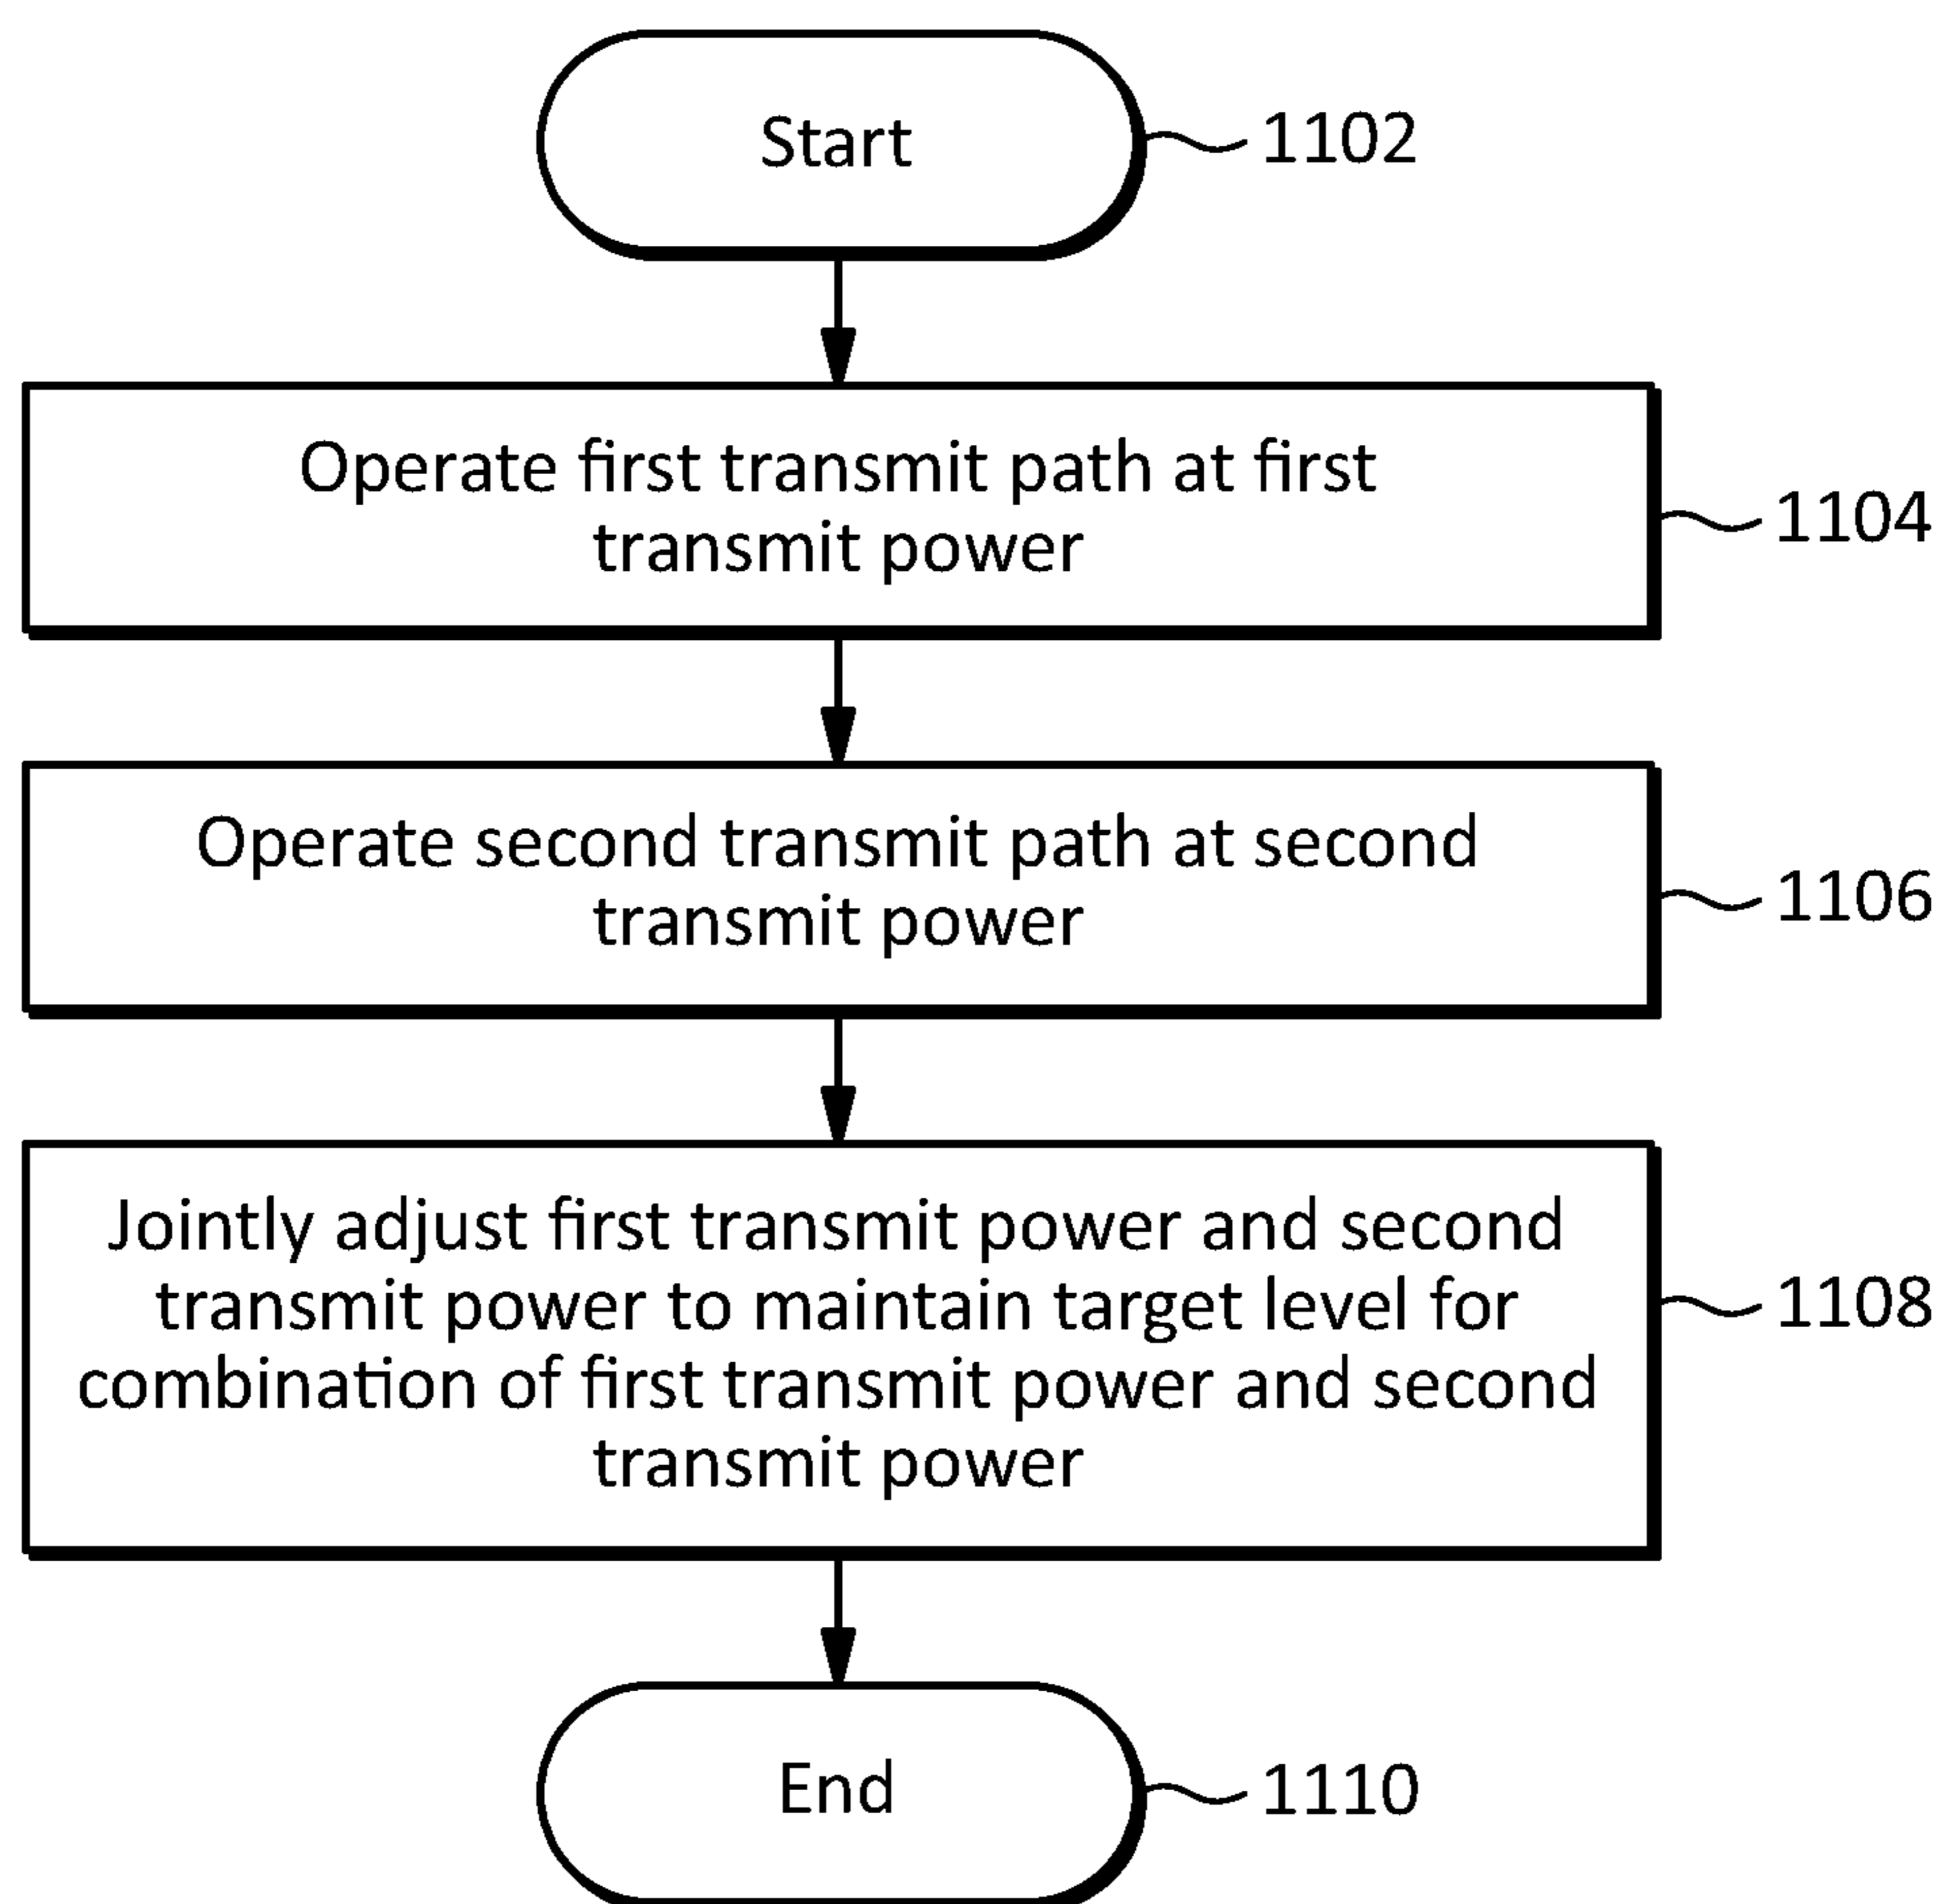 Start
1102
Operate first transmit path at first
transmit power
1104
Operate second transmit path at second
transmit power
1106
Jointly adjust first transmit power and second
transmit power to maintain target level for
combination of first transmit power and second
transmit power
1108
End
1110